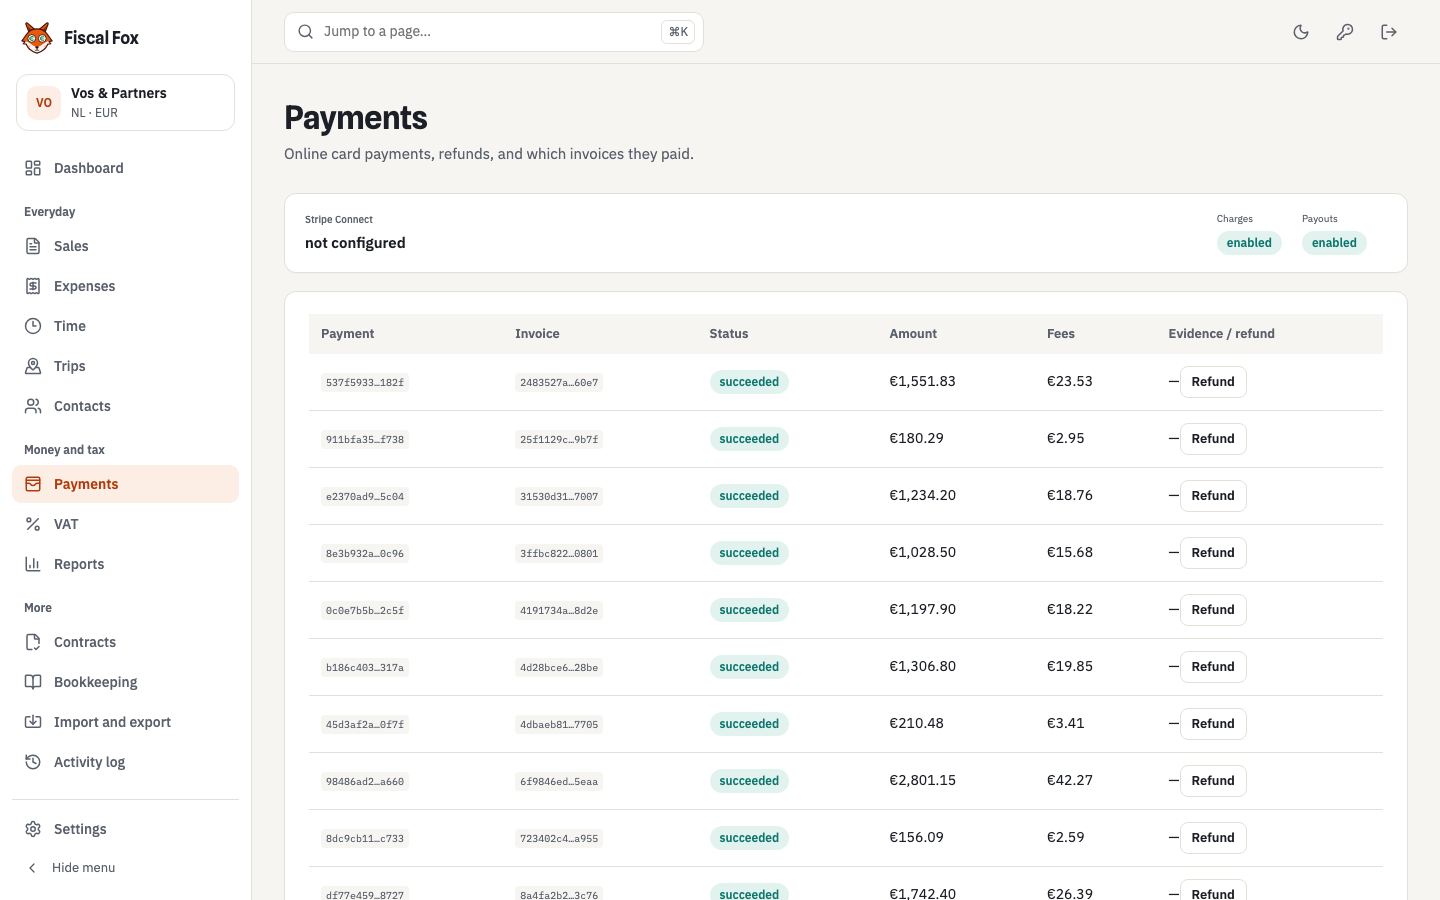 Fiscal Fox
VO
Vos & Partners
NL · EUR
Dashboard
Everyday
Sales
Expenses
Time
Trips
Contacts
Money and tax
Payments
VAT
Reports
More
Contracts
Bookkeeping
Import and export
Activity log
Settings
Hide menu
Jump to a page... ⌘K
Payments
Online card payments, refunds, and which invoices they paid.
Stripe Connect
not configured
Charges
enabled
Payouts
enabled
Payment Invoice Status Amount Fees Evidence / refund
537f5933…182f 2483527a…60e7 succeeded €1,551.83 €23.53 — Refund
911bfa35…f738 25f1129c…9b7f succeeded €180.29 €2.95 — Refund
e2370ad9…5c04 31530d31…7007 succeeded €1,234.20 €18.76 — Refund
8e3b932a…0c96 3ffbc822…0801 succeeded €1,028.50 €15.68 — Refund
0c0e7b5b…2c5f 4191734a…8d2e succeeded €1,197.90 €18.22 — Refund
b186c403…317a 4d28bce6…28be succeeded €1,306.80 €19.85 — Refund
45d3af2a…0f7f 4dbaeb81…7705 succeeded €210.48 €3.41 — Refund
98486ad2…a660 6f9846ed…5eaa succeeded €2,801.15 €42.27 — Refund
8dc9cb11…c733 723402c4…a955 succeeded €156.09 €2.59 — Refund
df77e459…8727 8a4fa2b2…3c76 succeeded €1,742.40 €26.39 — Refund